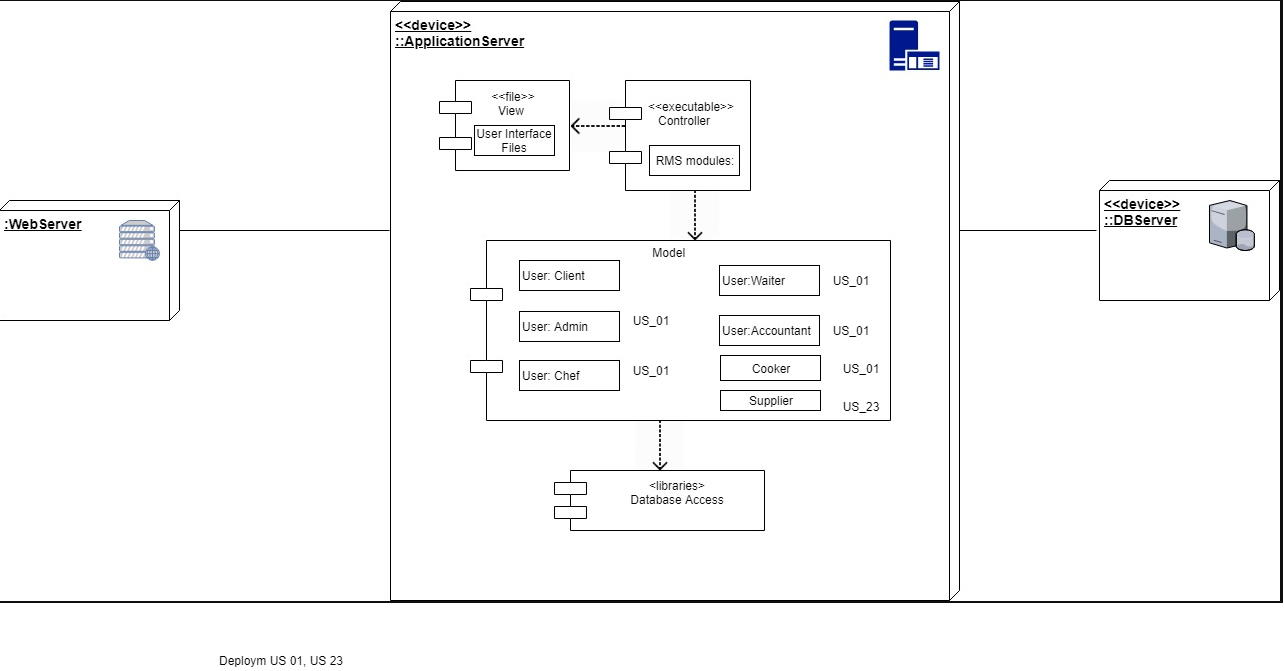 <<device>>
::ApplicationServer
<<file>>
View
User Interface
Files
<<executable>>
Controller
RMS modules:
:WebServer
<<device>>
::DBServer
Model
User: Client
User:Waiter
US_01
User: Admin
US_01
User:Accountant
US_01
User: Chef
US_01
Cooker
US_01
Supplier
US_23
<libraries>
Database Access
Deploym US 01, US 23